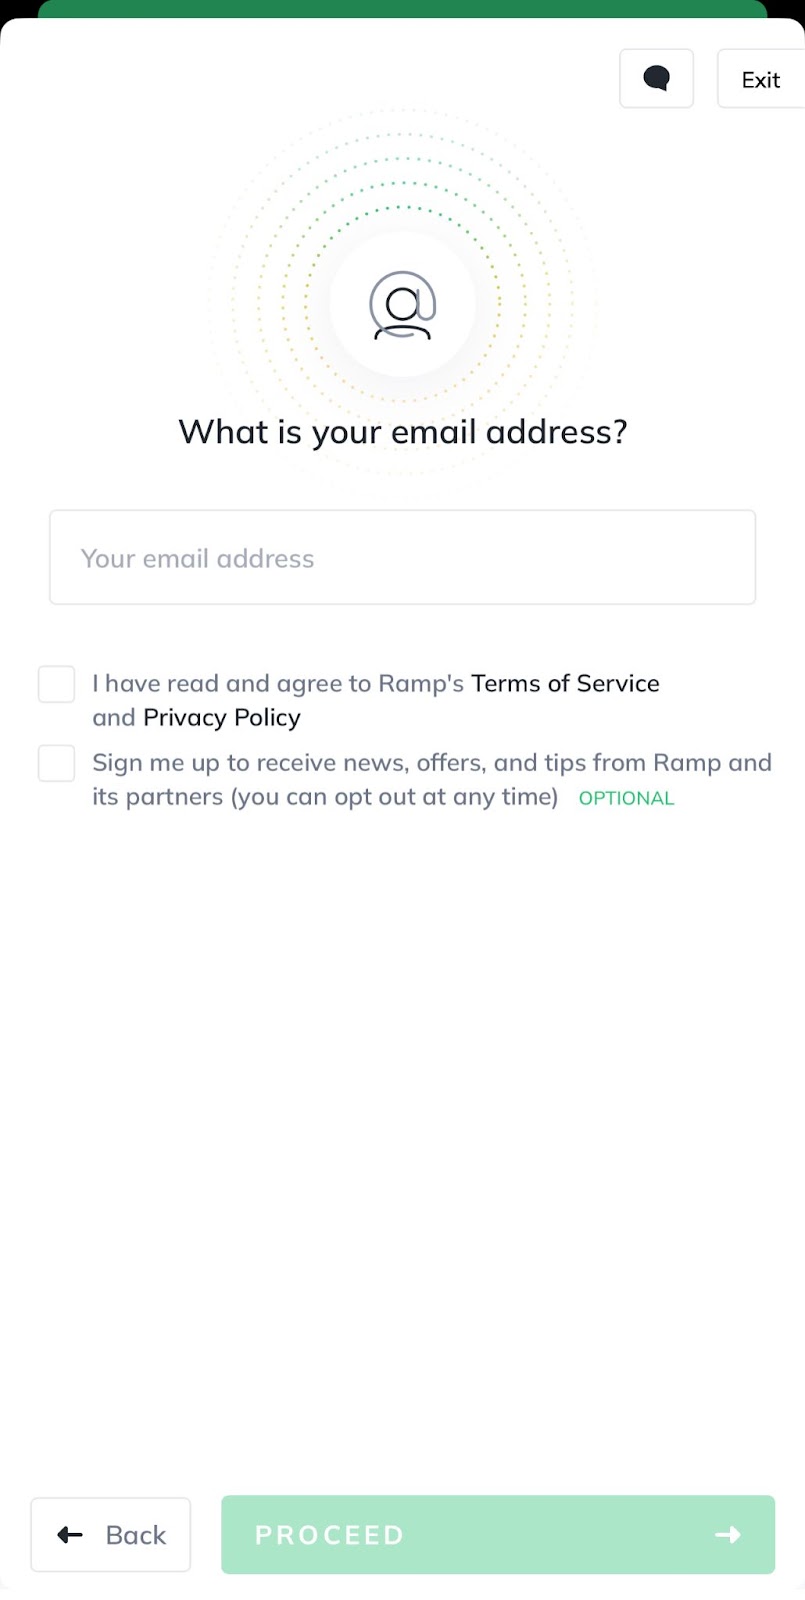 Exit
What is your email address?
Your email address
I have read and agree to Ramp's Terms of Service
and Privacy Policy
Sign me up to receive news, offers, and tips from Ramp and
its partners (you can opt out at any time) OPTIONAL
Back
PROCEED